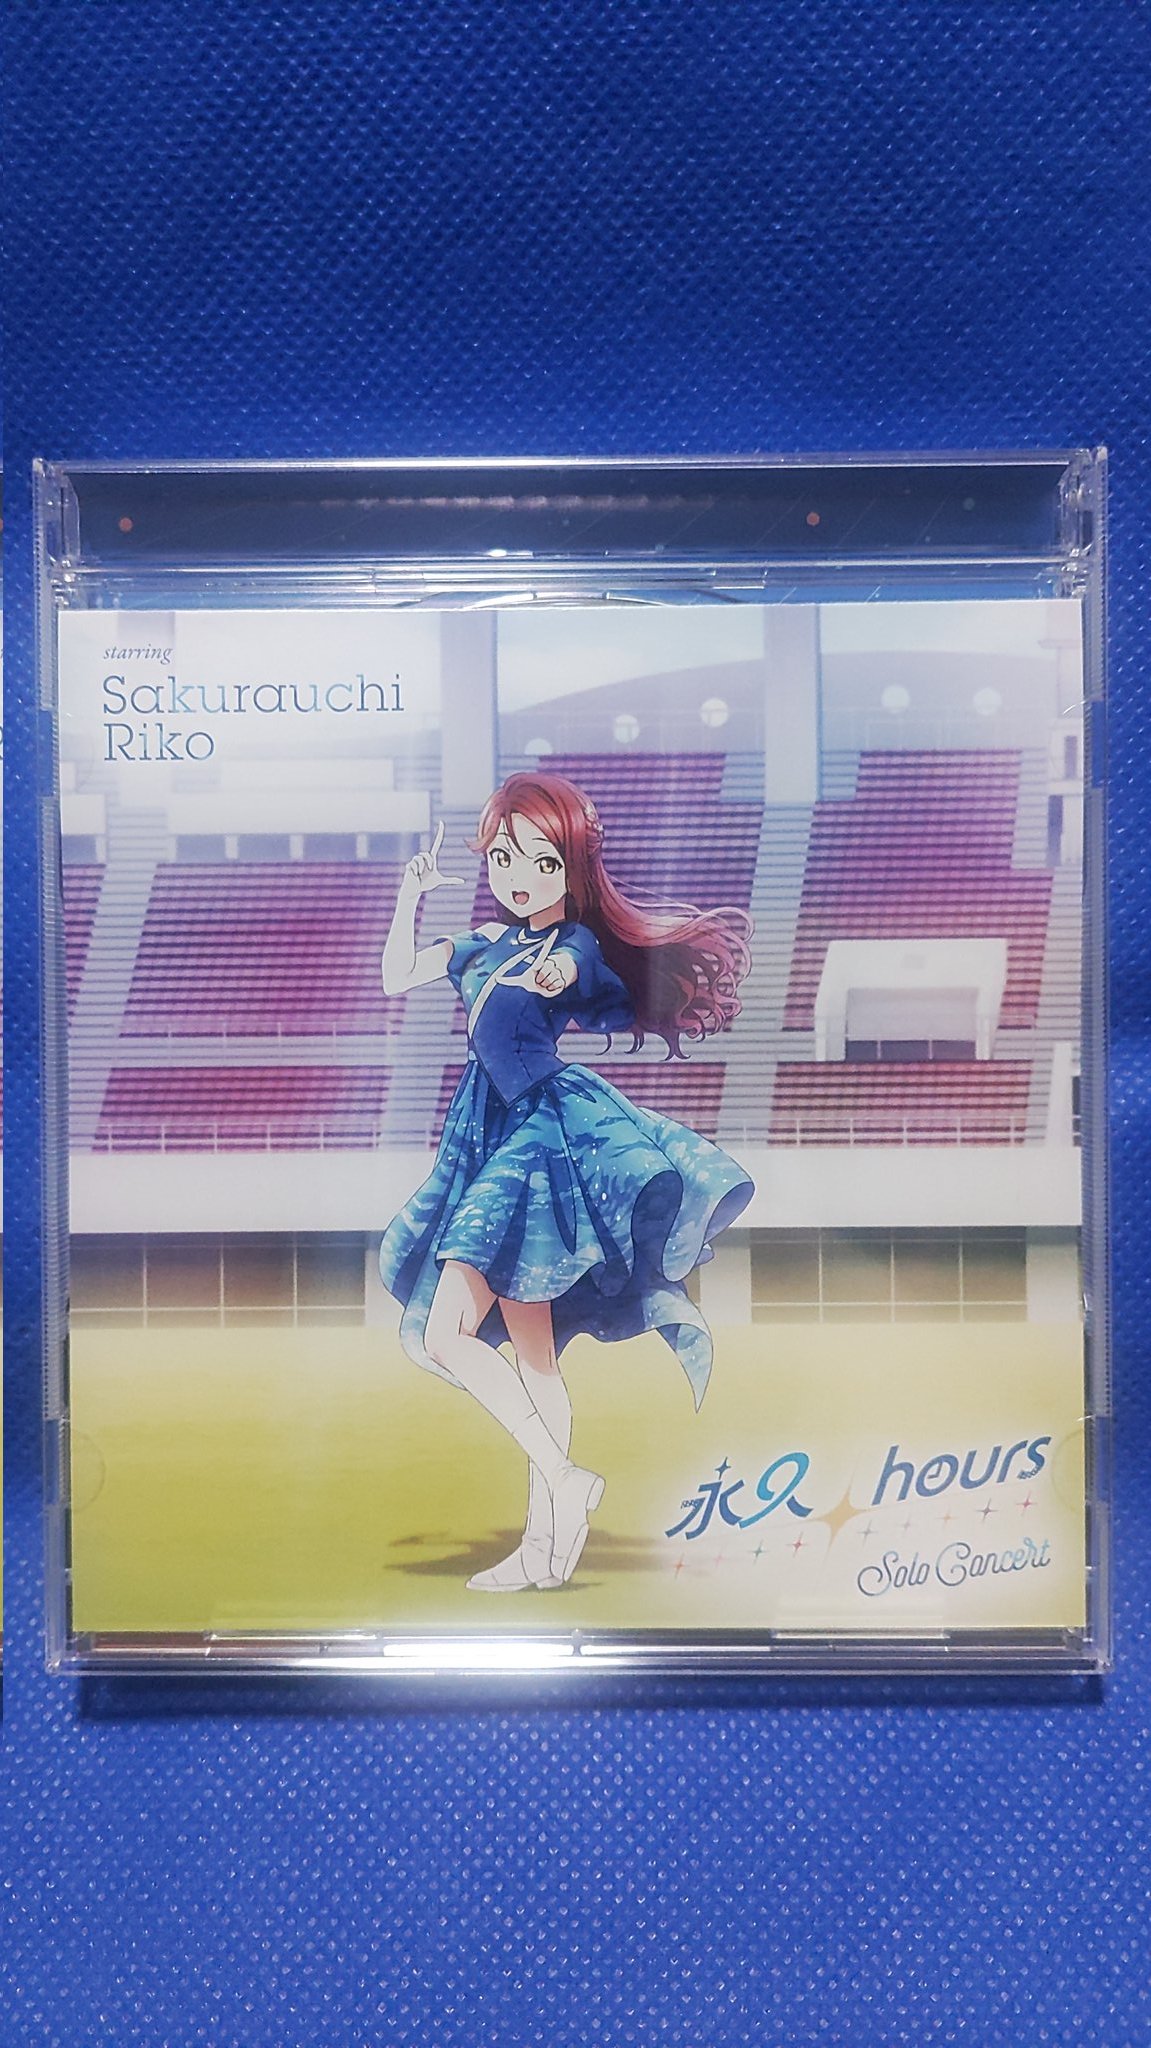 starring
Sakurauchi
Riko
永久 hours
Solo Concert